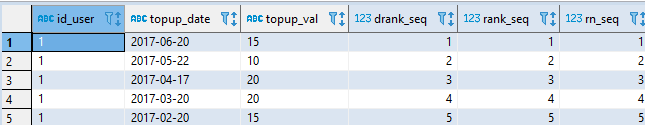 ABC id_user ABC topup_date ABC topup_val 123 drank_seq 123 rank_seq 123 rn_seq
1 1 2017-06-20 15 1 1 1
2 1 2017-05-22 10 2 2 2
3 1 2017-04-17 20 3 3 3
4 1 2017-03-20 20 4 4 4
5 1 2017-02-20 15 5 5 5